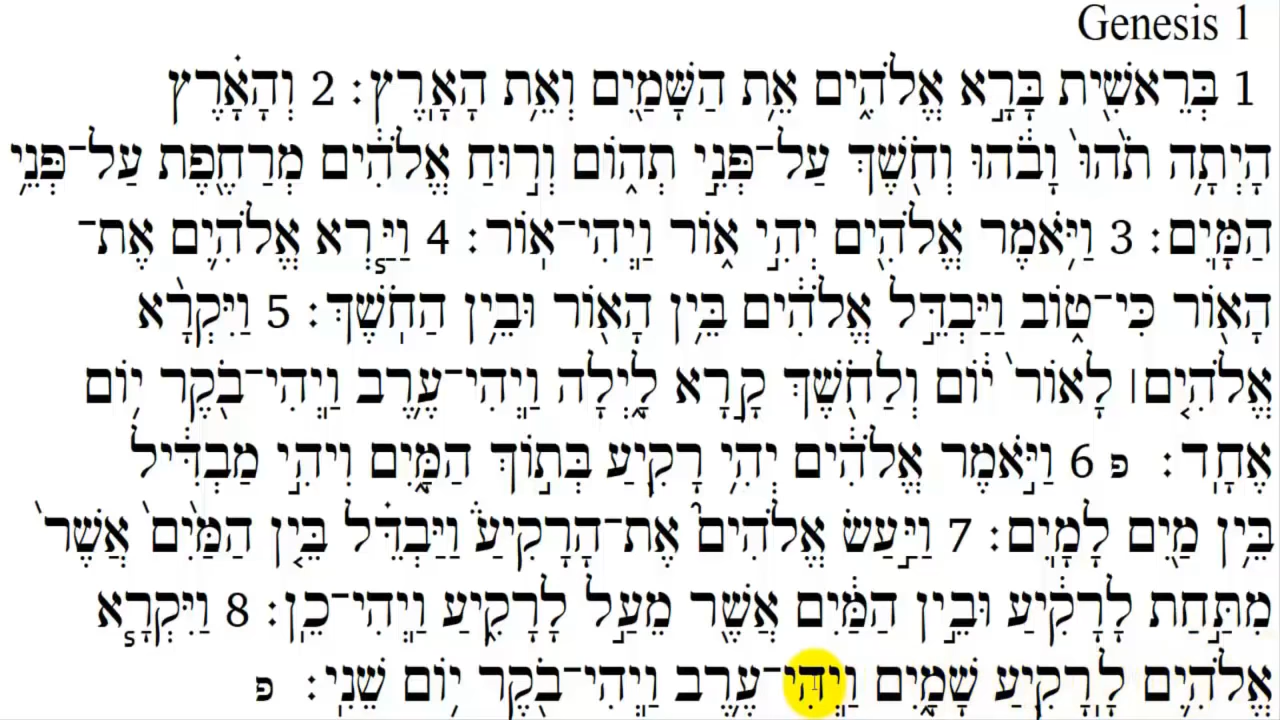 Genesis 1
1 בְּרֵאשִׁ֖ית בָּרָ֣א אֱלֹהִ֑ים אֵ֥ת הַשָּׁמַ֖יִם וְאֵ֥ת הָאָֽרֶץ׃ 2 וְהָאָ֗רֶץ
הָיְתָ֥ה תֹ֙הוּ֙ וָבֹ֔הוּ וְחֹ֖שֶׁךְ עַל־פְּנֵ֣י תְה֑וֹם וְר֣וּחַ אֱלֹהִ֔ים מְרַחֶ֖פֶת עַל־פְּנֵ֥י
הַמָּֽיִם׃ 3 וַיֹּ֥אמֶר אֱלֹהִ֖ים יְהִ֣י א֑וֹר וַֽיְהִי־אֽוֹר׃ 4 וַיַּ֧רְא אֱלֹהִ֛ים אֶת־
הָא֖וֹר כִּי־ט֑וֹב וַיַּבְדֵּ֣ל אֱלֹהִ֔ים בֵּ֥ין הָא֖וֹר וּבֵ֥ין הַחֹֽשֶׁךְ׃ 5 וַיִּקְרָ֨א
אֱלֹהִ֤ים׀ לָאוֹר֙ י֔וֹם וְלַחֹ֖שֶׁךְ קָ֣רָא לָ֑יְלָה וַֽיְהִי־עֶ֥רֶב וַֽיְהִי־בֹ֖קֶר י֥וֹם
אֶחָֽד׃ פ 6 וַיֹּ֣אמֶר אֱלֹהִ֔ים יְהִ֥י רָקִ֖יעַ בְּת֣וֹךְ הַמָּ֑יִם וִיהִ֣י מַבְדִּ֔יל
בֵּ֥ין מַ֖יִם לָמָֽיִם׃ 7 וַיַּ֣עַשׂ אֱלֹהִים֮ אֶת־הָרָקִיעַ֒ וַיַּבְדֵּ֗ל בֵּ֤ין הַמַּ֙יִם֙ אֲשֶׁר֙
מִתַּ֣חַת לָרָקִ֔יעַ וּבֵ֣ין הַמַּ֔יִם אֲשֶׁ֖ר מֵעַ֣ל לָרָקִ֑יעַ וַֽיְהִי־כֵֽן׃ 8 וַיִּקְרָ֧א
אֱלֹהִ֛ים לָֽרָקִ֖יעַ שָׁמָ֑יִם וַֽיְהִי־עֶ֥רֶב וַֽיְהִי־בֹ֖קֶר י֥וֹם שֵׁנִֽי׃ פ